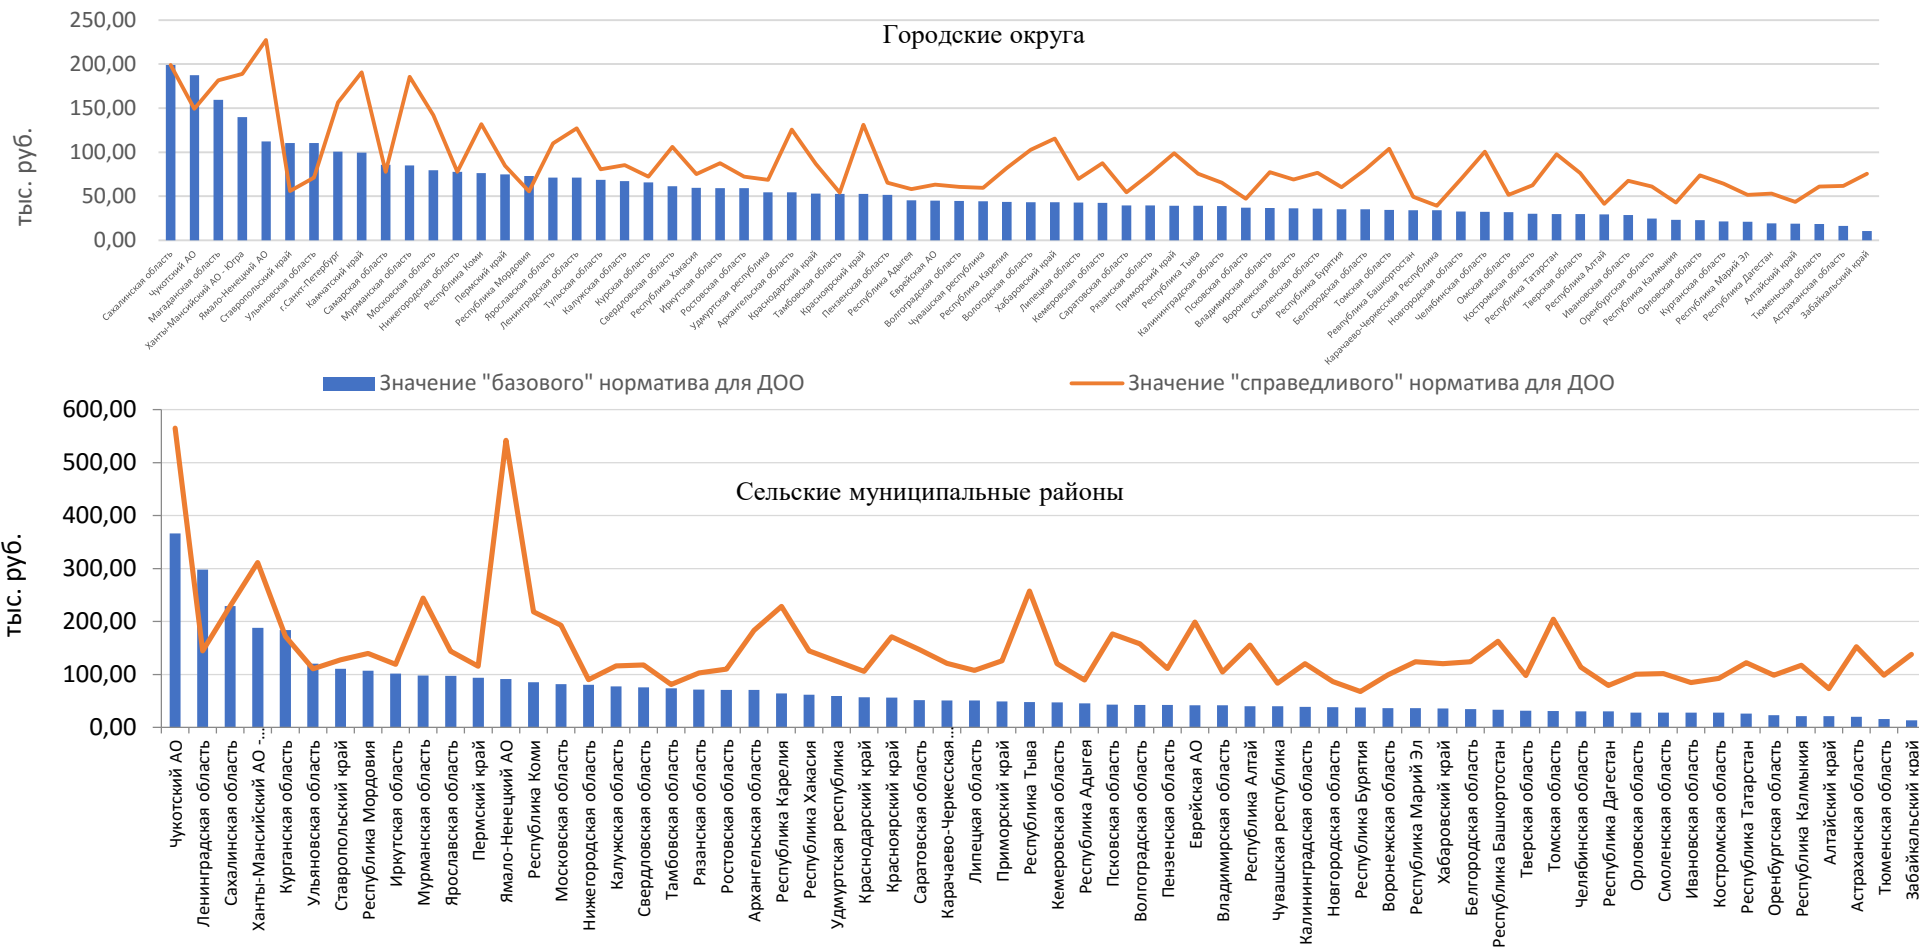 Городские округа
тыс. руб.
250,00
200,00
150,00
100,00
50,00
0,00
Сахалинская область
Чукотский АО
Магаданская область
Ханты-Мансийский АО - Югра
Ямало-Ненецкий АО
Ставропольский край
Ульяновская область
г.Санкт-Петербург
Камчатский край
Самарская область
Мурманская область
Московская область
Нижегородская область
Республика Коми
Пермский край
Республика Мордовия
Ярославская область
Ленинградская область
Тульская область
Калужская область
Курская область
Свердловская область
Республика Хакасия
Иркутская область
Ростовская область
Удмуртская республика
Архангельская область
Краснодарский край
Тамбовская область
Красноярский край
Пензенская область
Республика Адыгея
Еврейская АО
Волгоградская область
Чувашская республика
Республика Карелия
Вологодская область
Хабаровский край
Липецкая область
Кемеровская область
Саратовская область
Рязанская область
Приморский край
Республика Тыва
Калининградская область
Псковская область
Владимирская область
Воронежская область
Смоленская область
Республика Бурятия
Белгородская область
Томская область
Республика Башкортостан
Карачаево-Черкесская Республика
Новгородская область
Челябинская область
Омская область
Костромская область
Республика Татарстан
Тверская область
Республика Алтай
Ивановская область
Оренбургская область
Республика Калмыкия
Орловская область
Курганская область
Республика Марий Эл
Республика Дагестан
Алтайский край
Тюменская область
Астраханская область
Забайкальский край
Значение "базового" норматива для ДОО
Значение "справедливого" норматива для ДОО
Сельские муниципальные районы
тыс. руб.
600,00
500,00
400,00
300,00
200,00
100,00
0,00
Чукотский АО
Ленинградская область
Сахалинская область
Ханты-Мансийский АО -…
Курганская область
Ульяновская область
Ставропольский край
Республика Мордовия
Иркутская область
Мурманская область
Ярославская область
Пермский край
Ямало-Ненецкий АО
Республика Коми
Московская область
Нижегородская область
Калужская область
Свердловская область
Тамбовская область
Рязанская область
Ростовская область
Архангельская область
Республика Карелия
Республика Хакасия
Удмуртская республика
Краснодарский край
Красноярский край
Саратовская область
Карачаево-Черкесская…
Липецкая область
Приморский край
Республика Тыва
Кемеровская область
Республика Адыгея
Псковская область
Волгоградская область
Пензенская область
Еврейская АО
Владимирская область
Республика Алтай
Чувашская республика
Калининградская область
Новгородская область
Республика Бурятия
Воронежская область
Республика Марий Эл
Хабаровский край
Белгородская область
Республика Башкортостан
Тверская область
Томская область
Челябинская область
Республика Дагестан
Орловская область
Смоленская область
Ивановская область
Костромская область
Республика Татарстан
Оренбургская область
Республика Калмыкия
Алтайский край
Астраханская область
Тюменская область
Забайкальский край